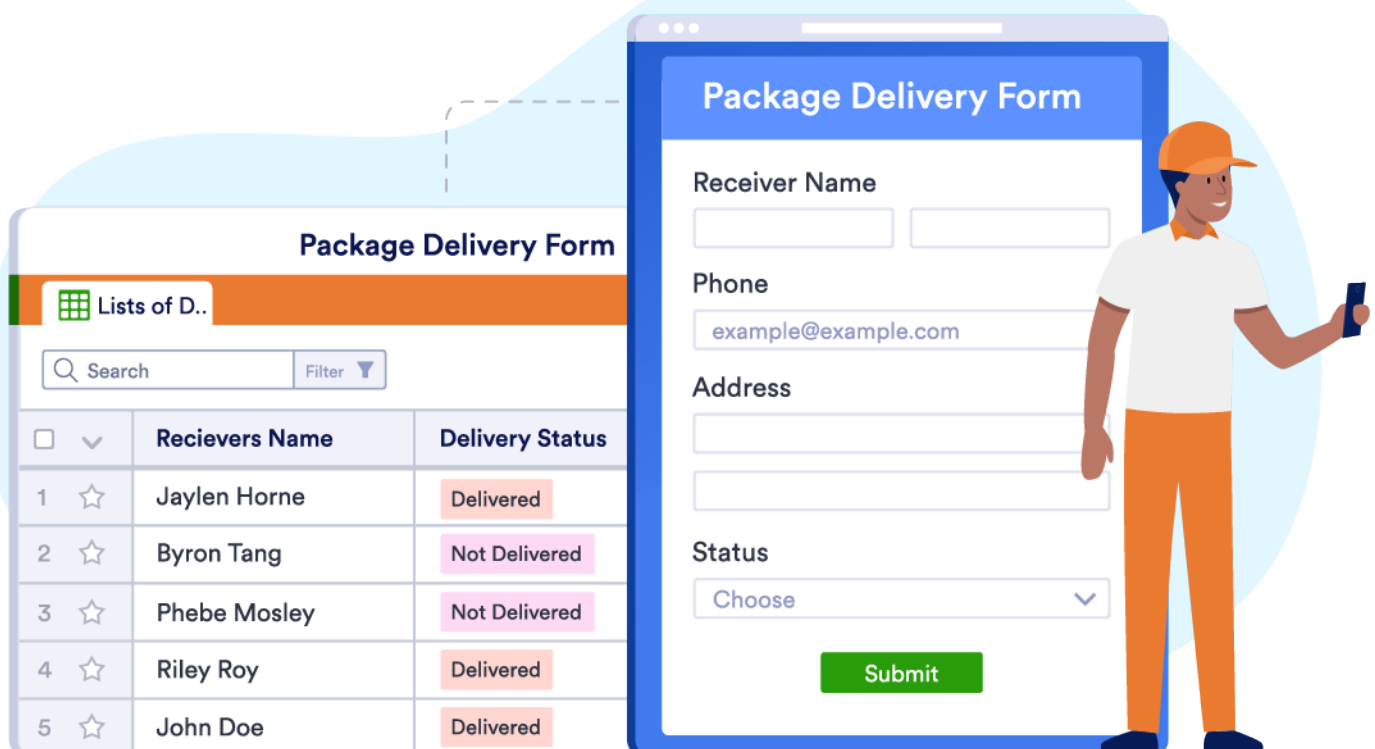 Package Delivery Form
Lists of D..
Search
Filter
Recievers Name
Delivery Status
1
Jaylen Horne
Delivered
2
Byron Tang
Not Delivered
3
Phebe Mosley
Not Delivered
4
Riley Roy
Delivered
5
John Doe
Delivered
Package Delivery Form
Receiver Name
Phone
example@example.com
Address
Status
Choose
Submit